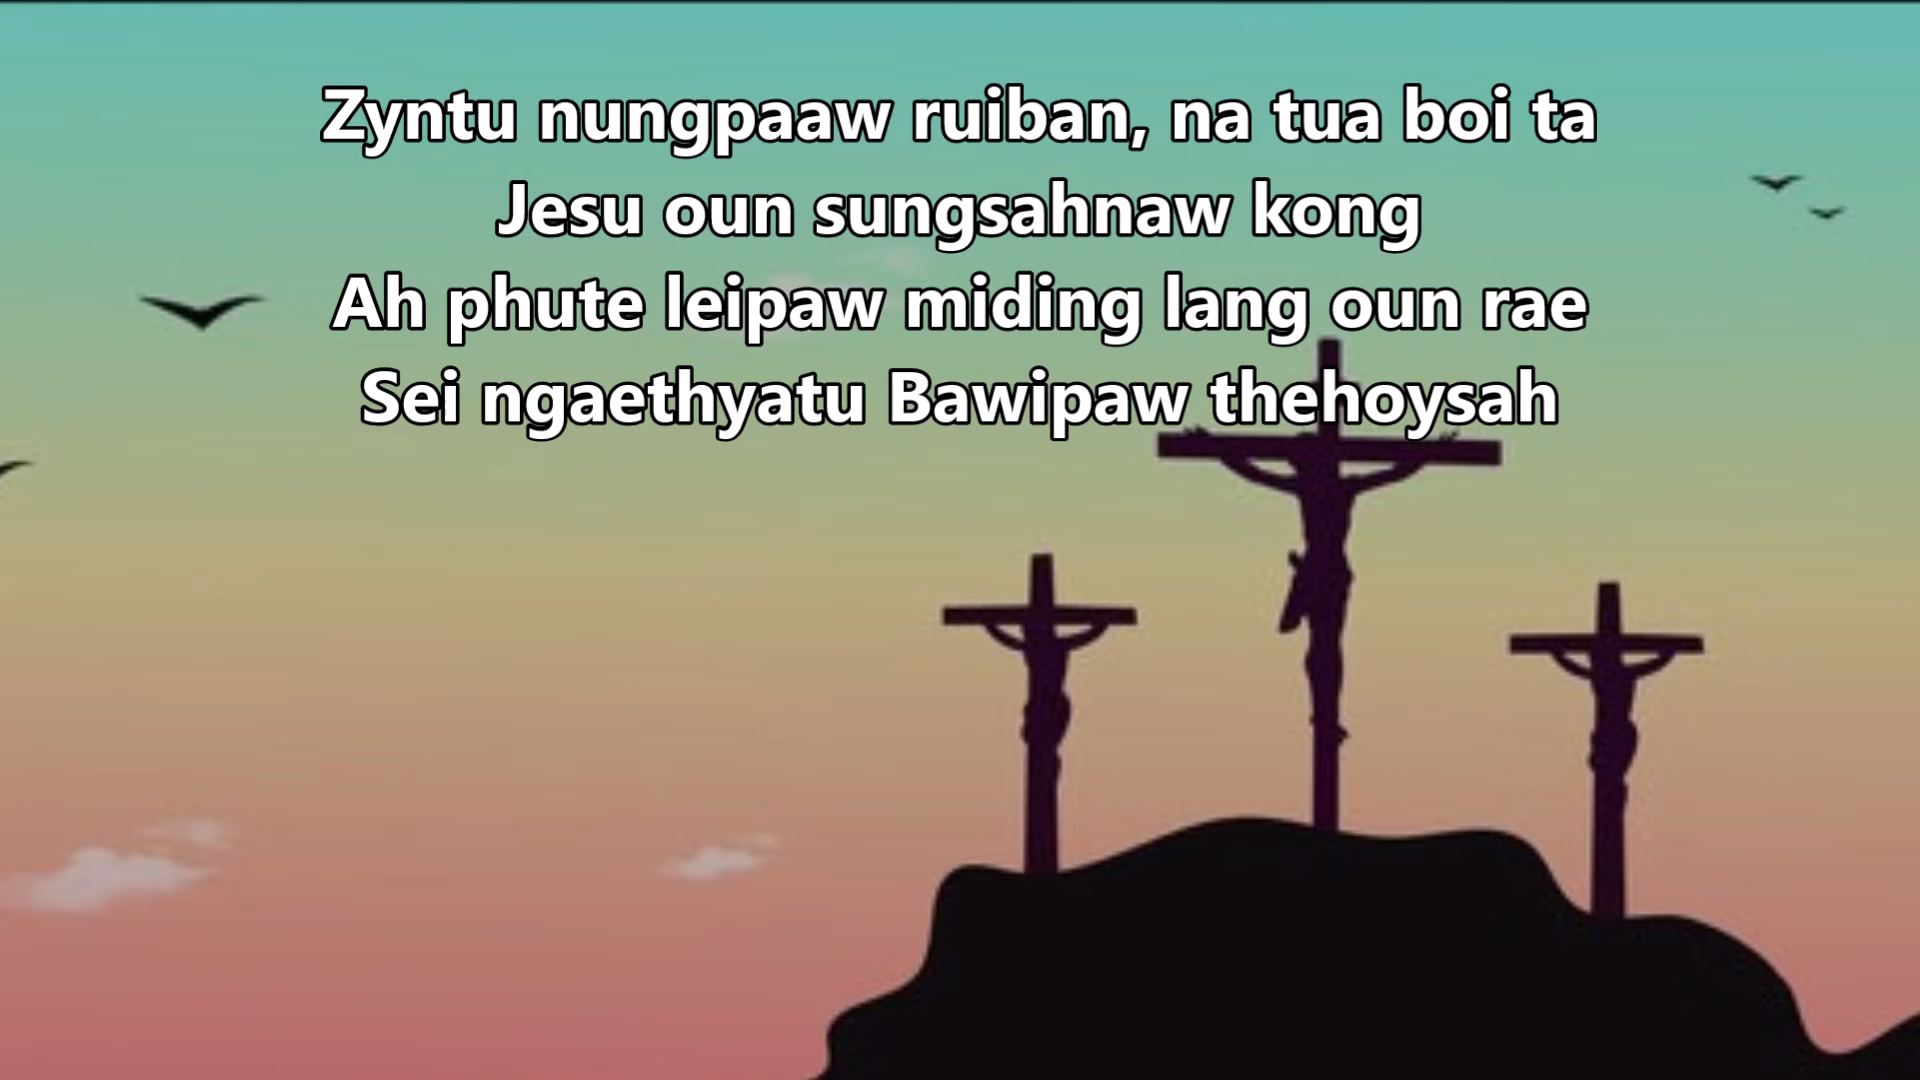 Zyntu nungpaaw ruiban, na tua boi ta
Jesu oun sungsahnaw kong
Ah phute leipaw miding lang oun rae
Sei ngaethyatu Bawipaw thehoysah